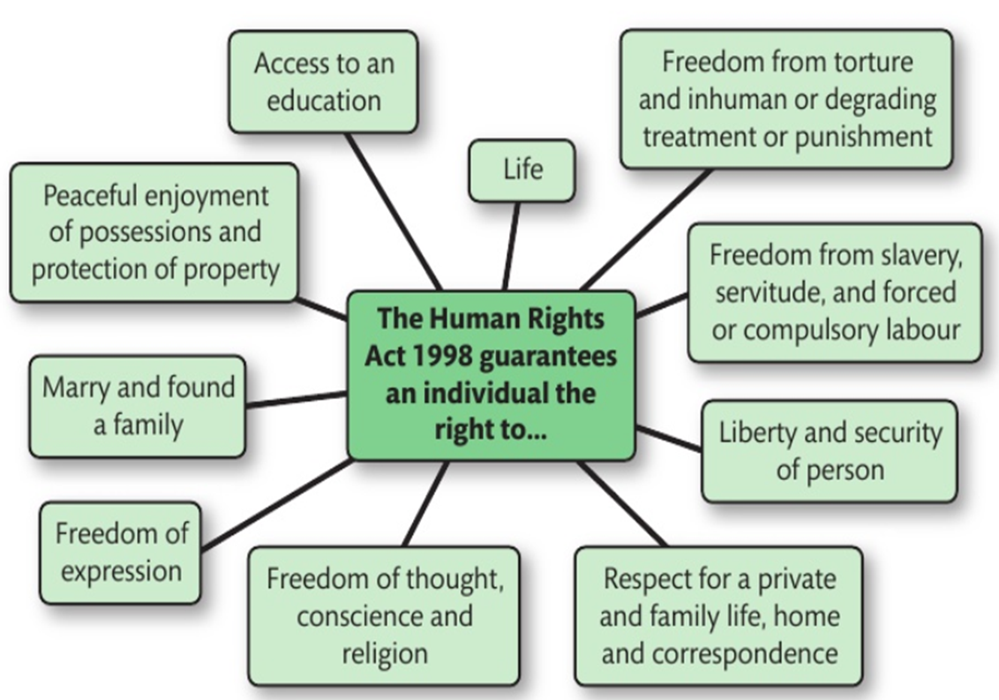 Access to an
education
Freedom from torture
and inhuman or degrading
treatment or punishment
Life
Peaceful enjoyment
of possessions and
protection of property
Freedom from slavery,
servitude, and forced
or compulsory labour
The Human Rights
Act 1998 guarantees
an individual the
right to...
Marry and found
a family
Liberty and security
of person
Freedom of
expression
Freedom of thought,
conscience and
religion
Respect for a private
and family life, home
and correspondence